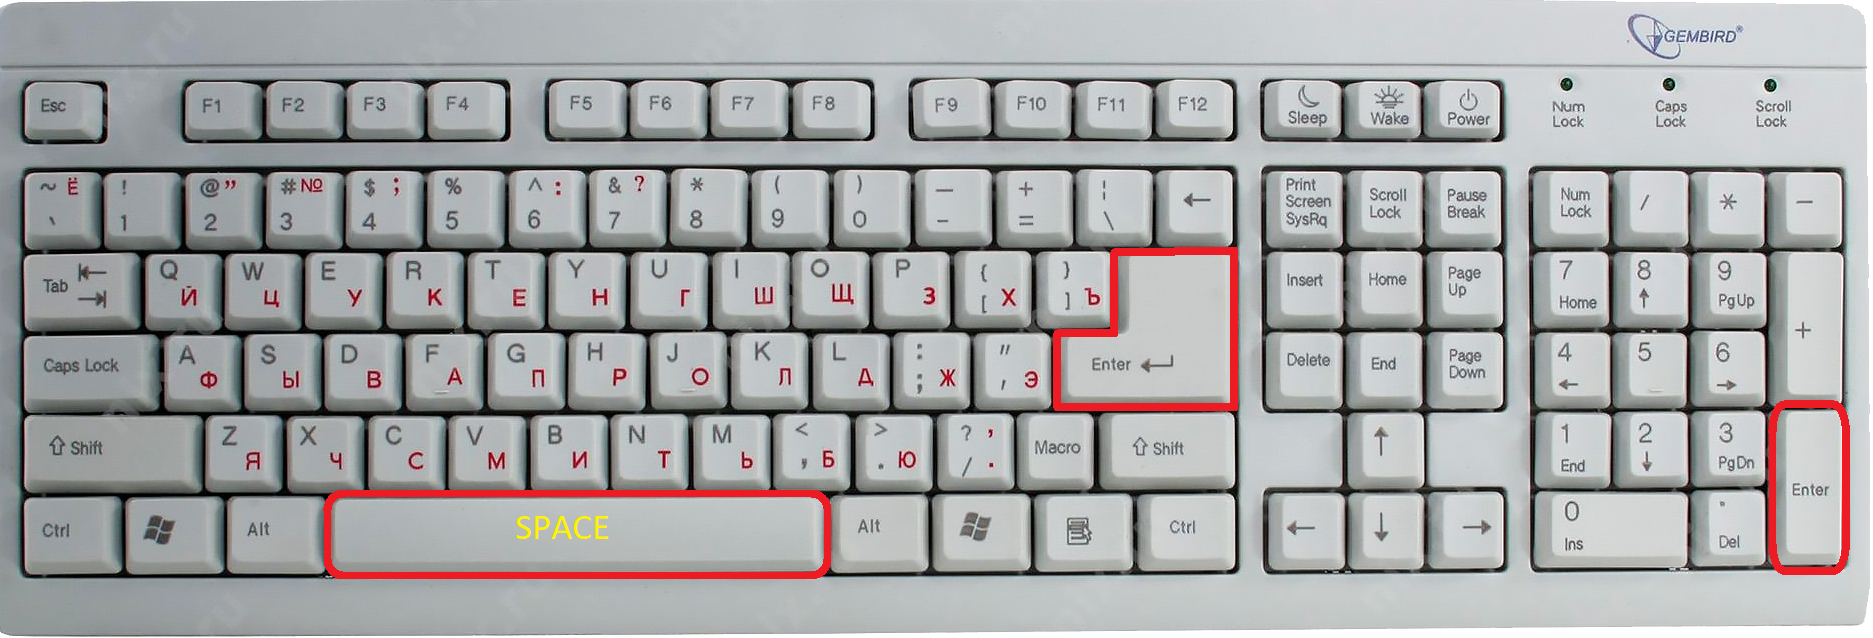 GEMBIRD®
Esc F1 F2 F3 F4 F5 F6 F7 F8 F9 F10 F11 F12 Sleep Wake Power
Num Lock Caps Lock Scroll Lock
~ Ё ` ! 1 @ " 2 # № 3 $ ; 4 % 5 ^ : 6 & ? 7 * 8 ( 9 ) 0 — - + = ¦ \ ←
Print Screen SysRq Scroll Lock Pause Break Num Lock / * −
Tab Q Й W Ц E У R К T Е Y Н U Г I Ш O Щ P З { [ Х } ] Ъ
Insert Home Page Up 7 Home 8 ↑ 9 PgUp +
Caps Lock A Ф S Ы D В F А G П H Р J О K Л L Д : ; Ж " ' Э Enter ↵
Delete End Page Down 4 ← 5 6 →
⇧ Shift Z Я X Ч C С V М B И N Т M Ь < , Б > . Ю ? / , . Macro ⇧ Shift
↑ 1 End 2 ↓ 3 PgDn Enter
Ctrl Alt SPACE Alt Ctrl
← ↓ → 0 Ins . Del